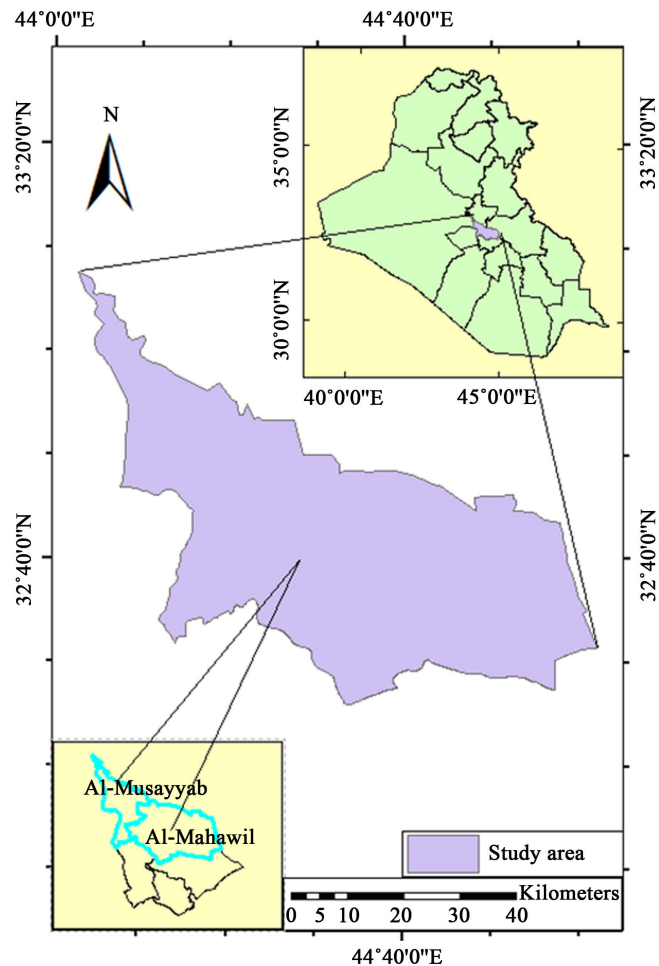 44˚0'0"E 44˚40'0"E
N
33˚20'0"N
35˚0'0"N
33˚20'0"N
30˚0'0"N
40˚0'0"E 45˚0'0"E
32˚40'0"N
32˚40'0"N
Al-Musayyab
Al-Mahawil
Study area
Kilometers
0 5 10 20 30 40
44˚40'0"E